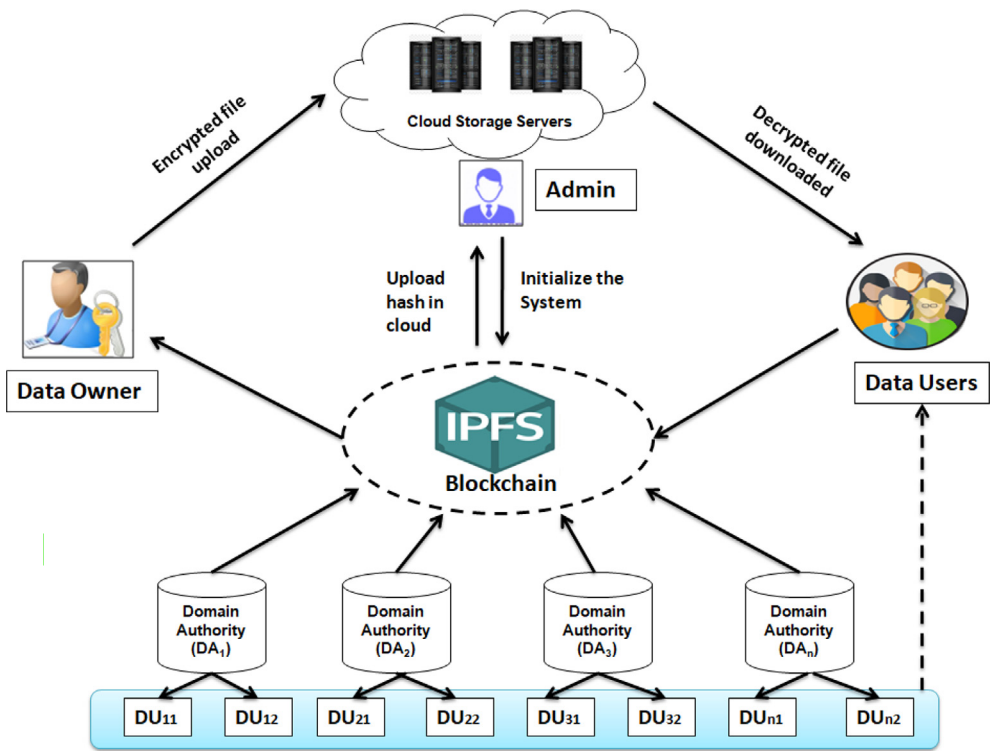 Cloud Storage Servers
Encrypted file
upload
Decrypted file
downloaded
Admin
Upload
hash in
cloud
Initialize the
System
Data Owner
Data Users
IPFS
Blockchain
Domain
Authority
(DA₁)
Domain
Authority
(DA₂)
Domain
Authority
(DA₃)
Domain
Authority
(DAₙ)
DU₁₁
DU₁₂
DU₂₁
DU₂₂
DU₃₁
DU₃₂
DUₙ₁
DUₙ₂